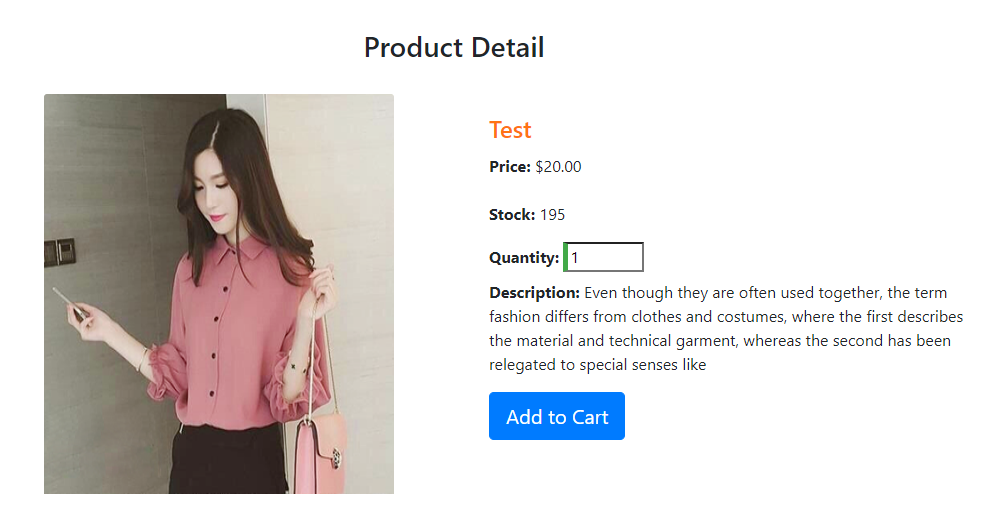 Product Detail
Test
Price: $20.00
Stock: 195
Quantity: 1
Description: Even though they are often used together, the term
fashion differs from clothes and costumes, where the first describes
the material and technical garment, whereas the second has been
relegated to special senses like
Add to Cart